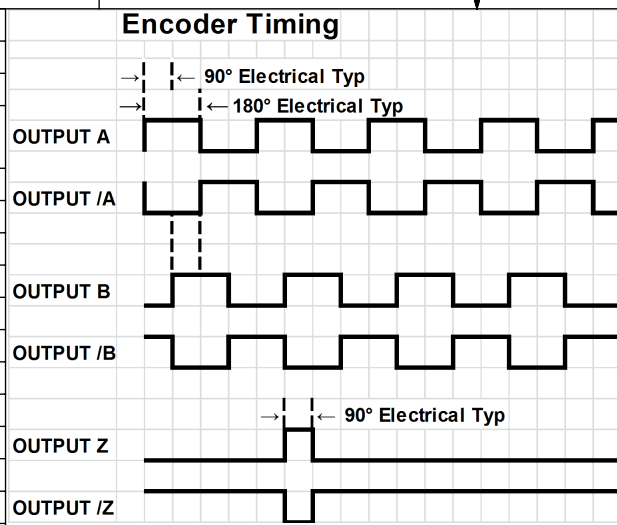 Encoder Timing
→ ← 90° Electrical Typ
→ ← 180° Electrical Typ
OUTPUT A
OUTPUT /A
OUTPUT B
OUTPUT /B
→ ← 90° Electrical Typ
OUTPUT Z
OUTPUT /Z